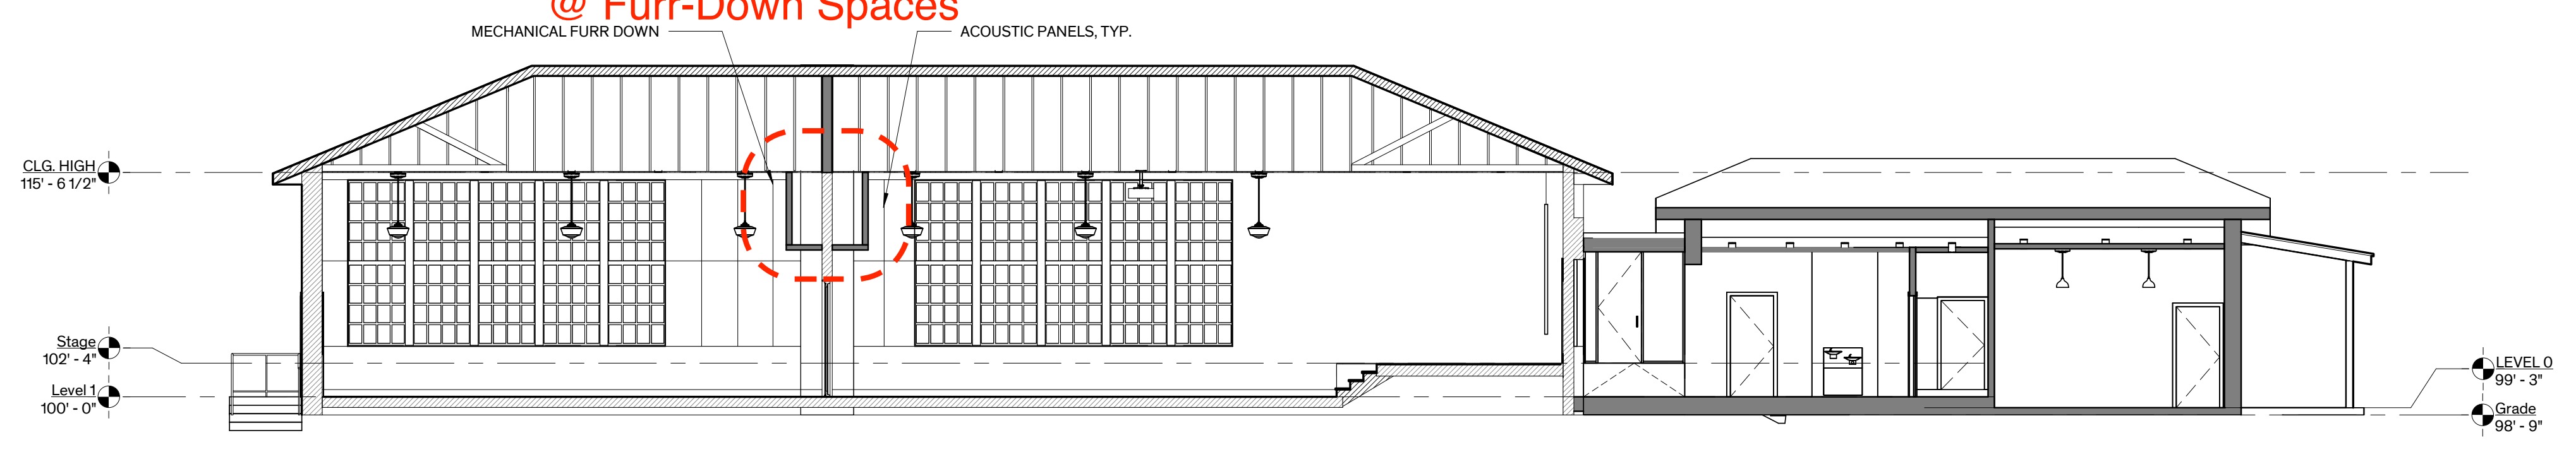 @ Furr-Down Spaces
MECHANICAL FURR DOWN
ACOUSTIC PANELS, TYP.
CLG. HIGH
115' - 6 1/2"
Stage
102' - 4"
Level 1
100' - 0"
LEVEL 0
99' - 3"
Grade
98' - 9"